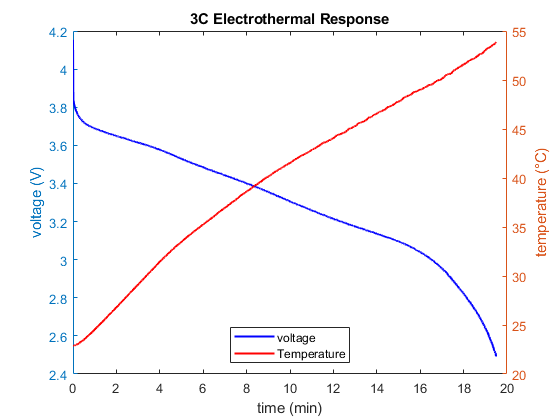 3C Electrothermal Response
4.2
4
3.8
3.6
3.4
3.2
3
2.8
2.6
2.4
voltage (V)
55
50
45
40
35
30
25
20
temperature (°C)
voltage
Temperature
0 2 4 6 8 10 12 14 16 18 20
time (min)